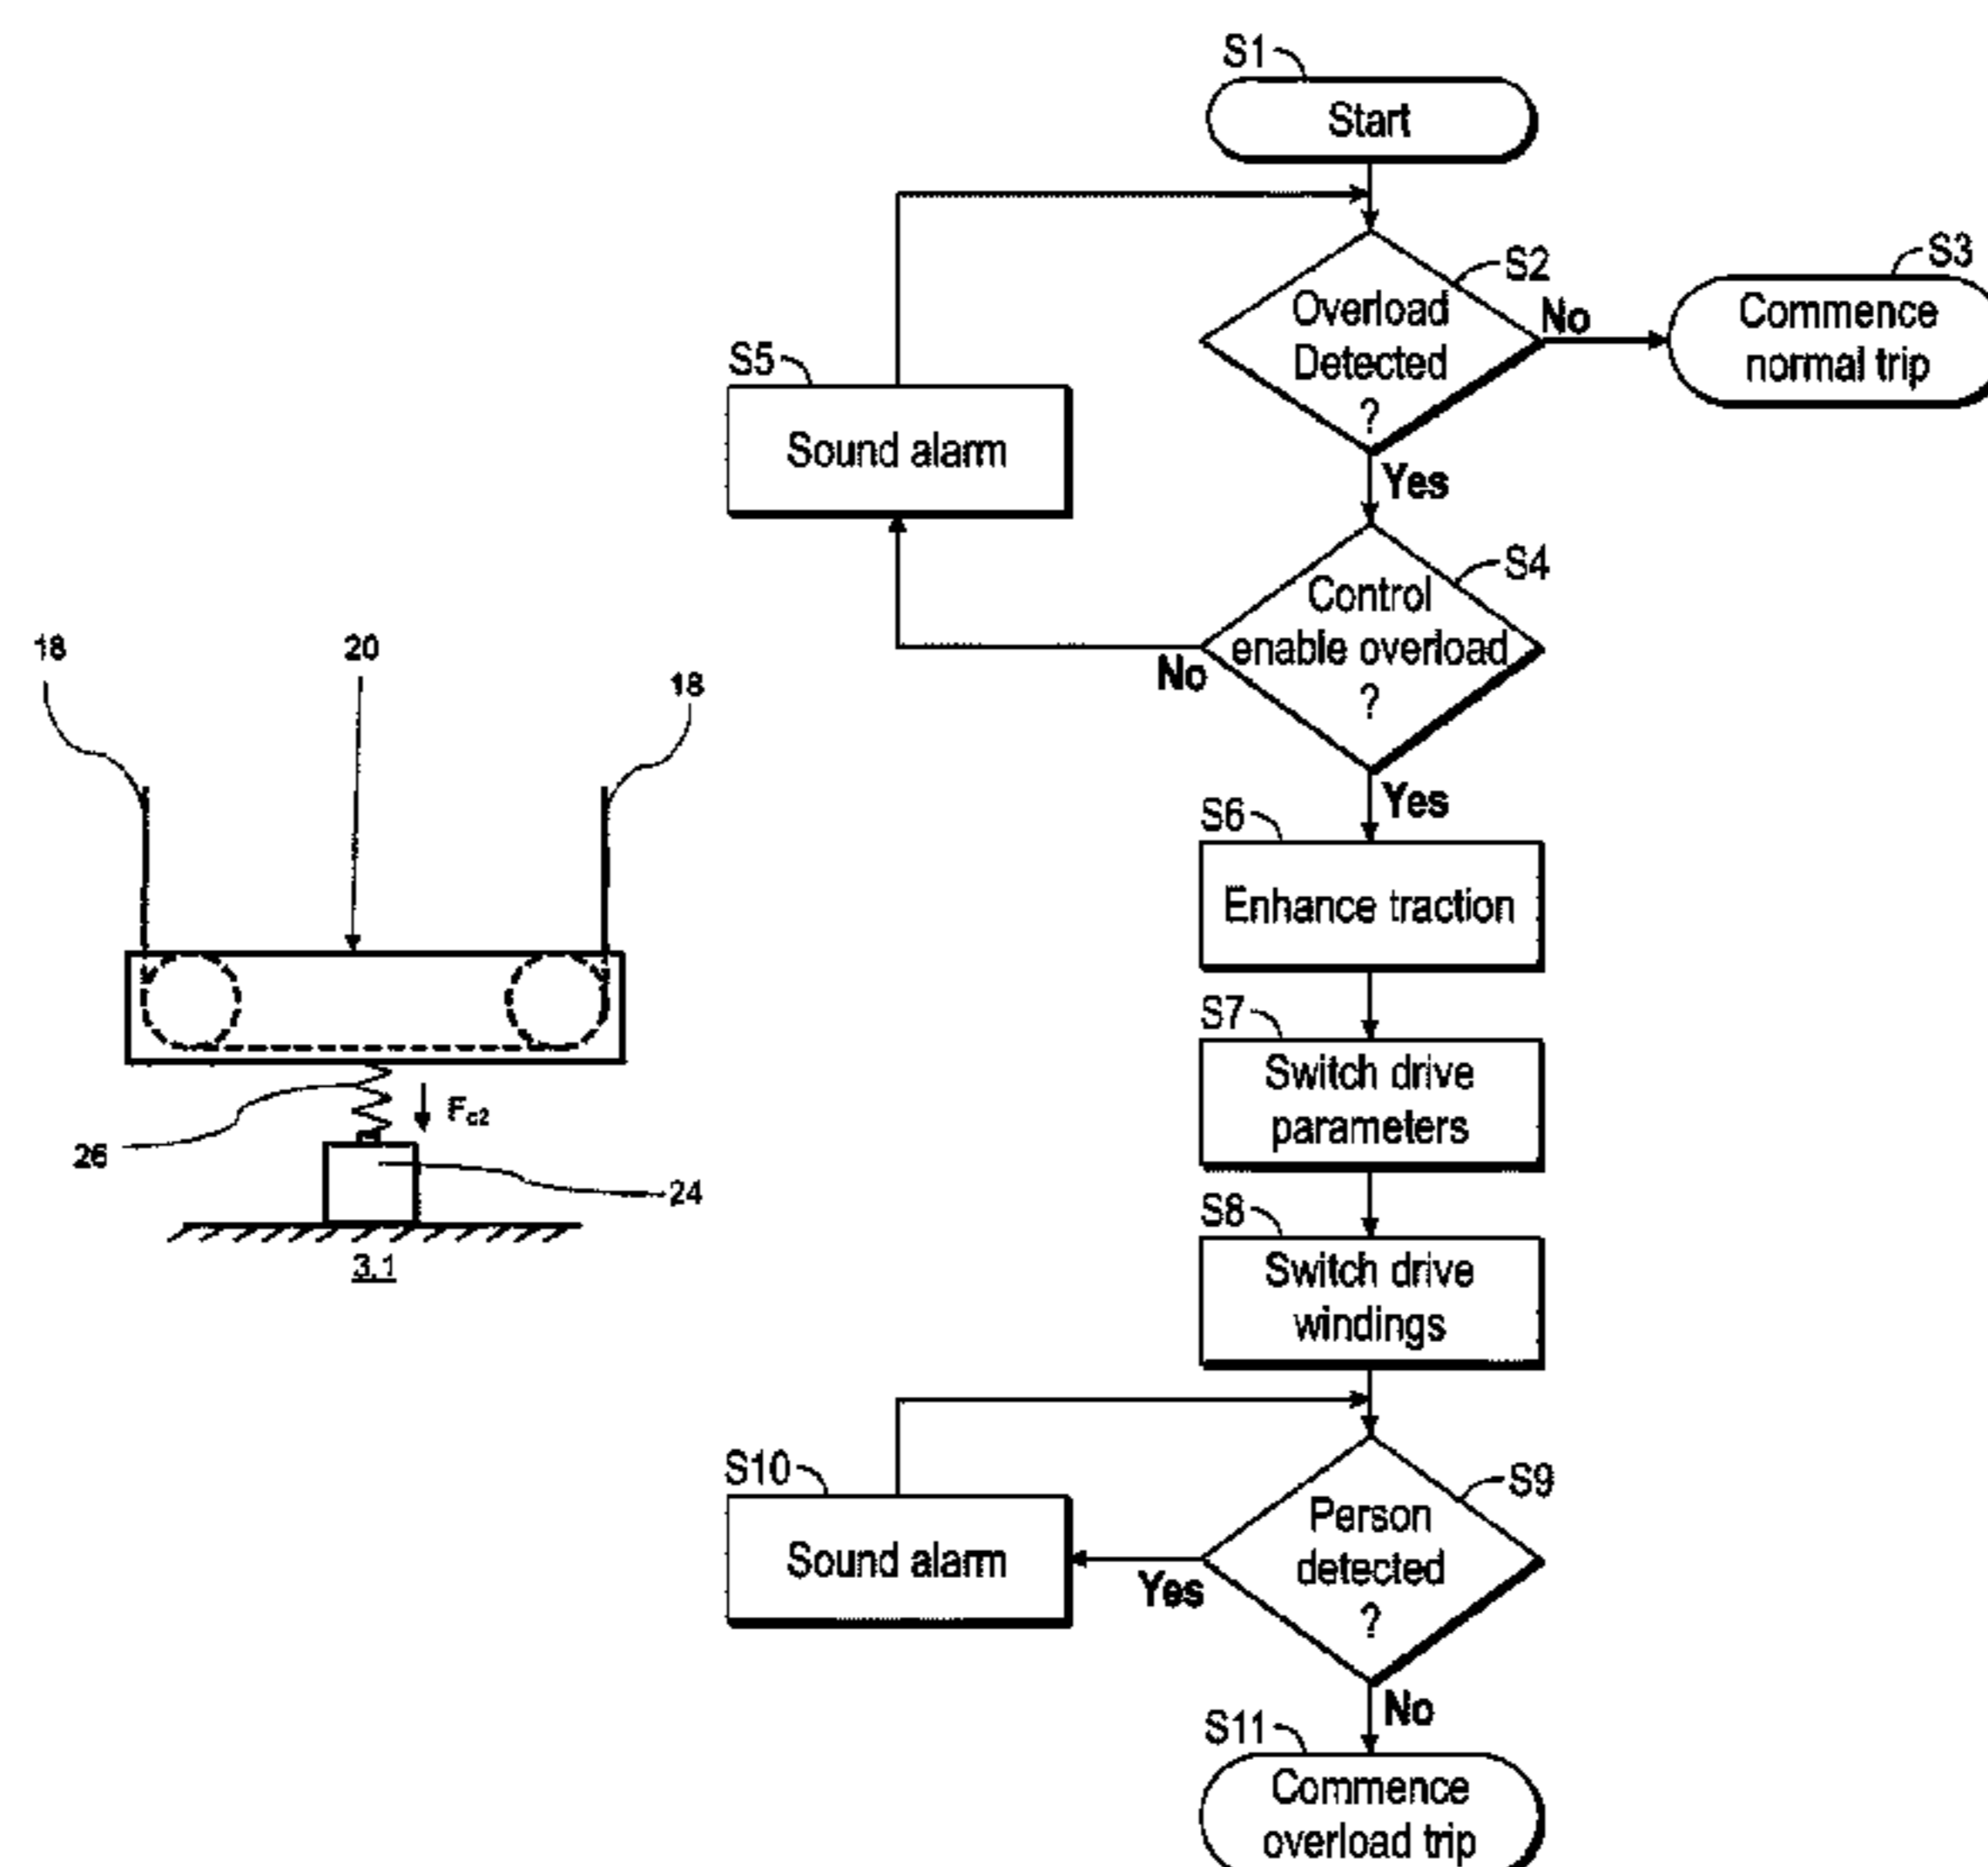 18
20
18
26
F c2
24
3.1
S1
Start
S2
Overload
Detected
?
No
Yes
S3
Commence
normal trip
S5
Sound alarm
S4
Control
enable overload
?
No
Yes
S6
Enhance traction
S7
Switch drive
parameters
S8
Switch drive
windings
S10
Sound alarm
S9
Person
detected
?
Yes
No
S11
Commence
overload trip